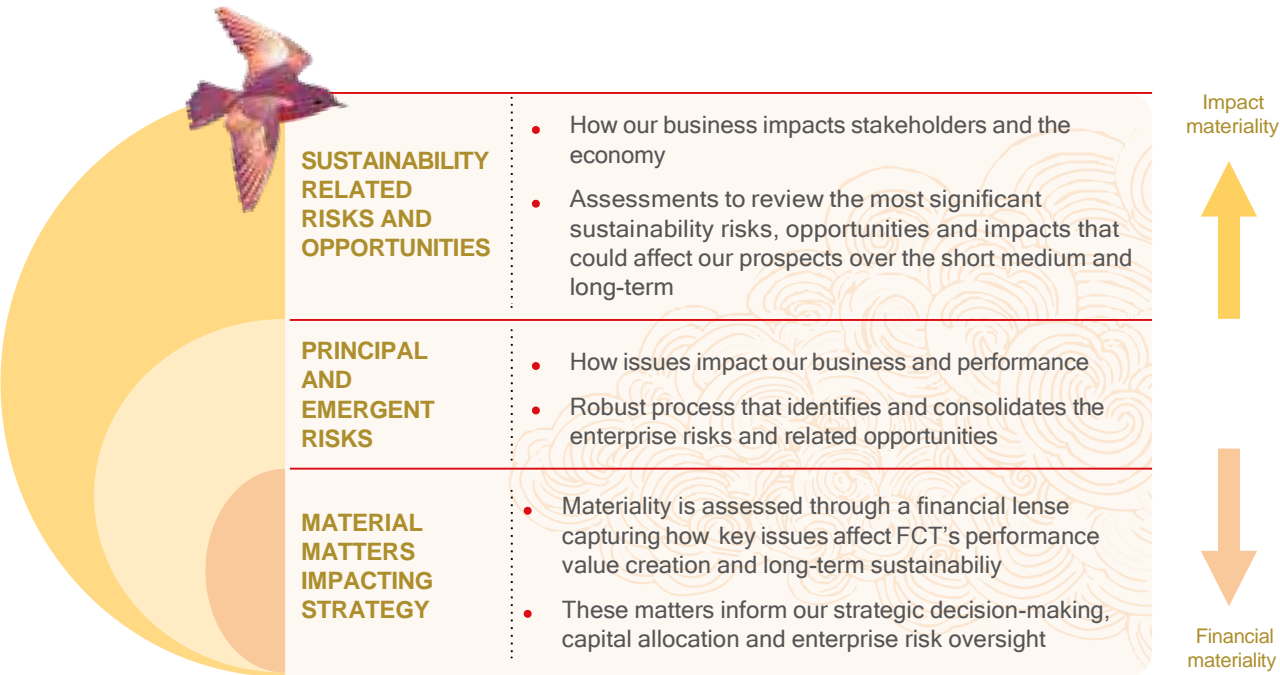 SUSTAINABILITY
RELATED
RISKS AND
OPPORTUNITIES
How our business impacts stakeholders and the
economy
Assessments to review the most significant
sustainability risks, opportunities and impacts that
could affect our prospects over the short medium and
long-term
PRINCIPAL
AND
EMERGENT
RISKS
How issues impact our business and performance
Robust process that identifies and consolidates the
enterprise risks and related opportunities
MATERIAL
MATTERS
IMPACTING
STRATEGY
Materiality is assessed through a financial lense
capturing how key issues affect FCT’s performance
value creation and long-term sustainabiliy
These matters inform our strategic decision-making,
capital allocation and enterprise risk oversight
Impact
materiality
Financial
materiality